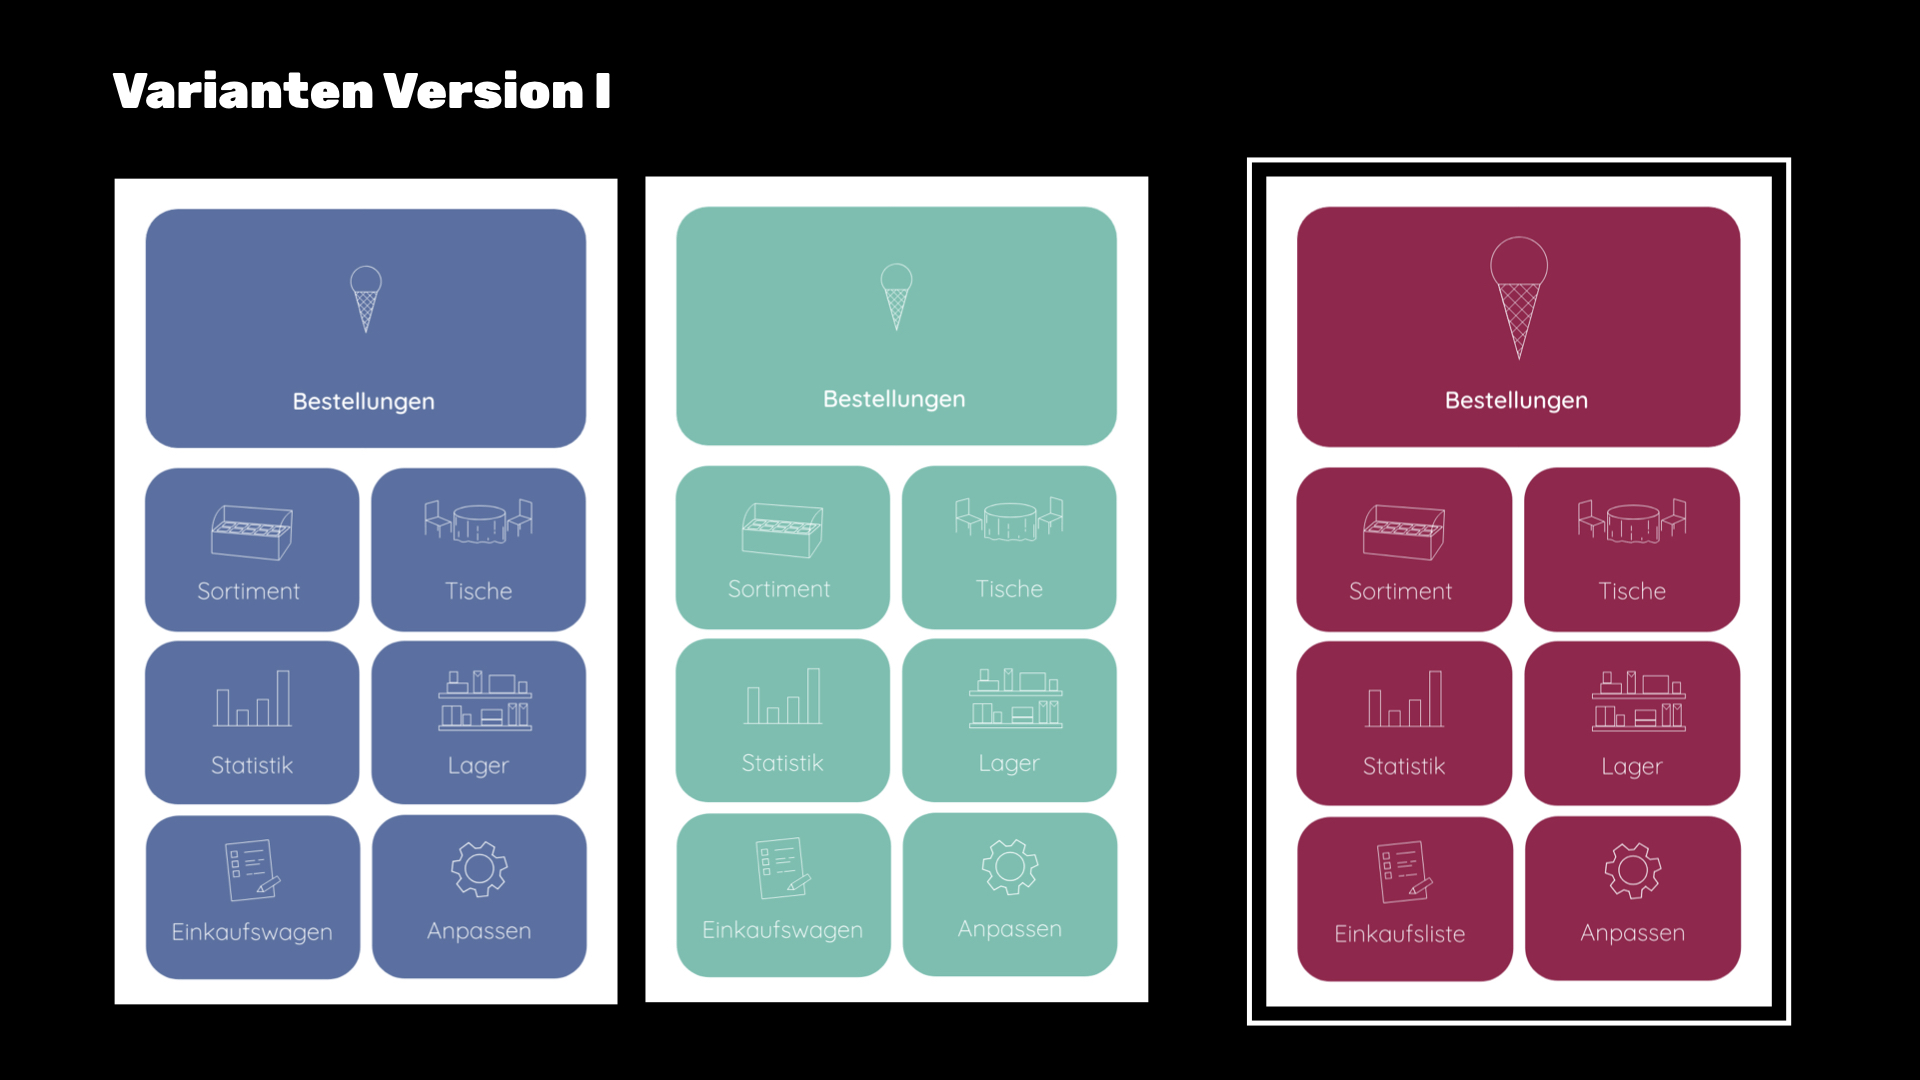 Varianten Version I
Bestellungen
Sortiment
Tische
Statistik
Lager
Einkaufswagen
Anpassen
Bestellungen
Sortiment
Tische
Statistik
Lager
Einkaufswagen
Anpassen
Bestellungen
Sortiment
Tische
Statistik
Lager
Einkaufsliste
Anpassen